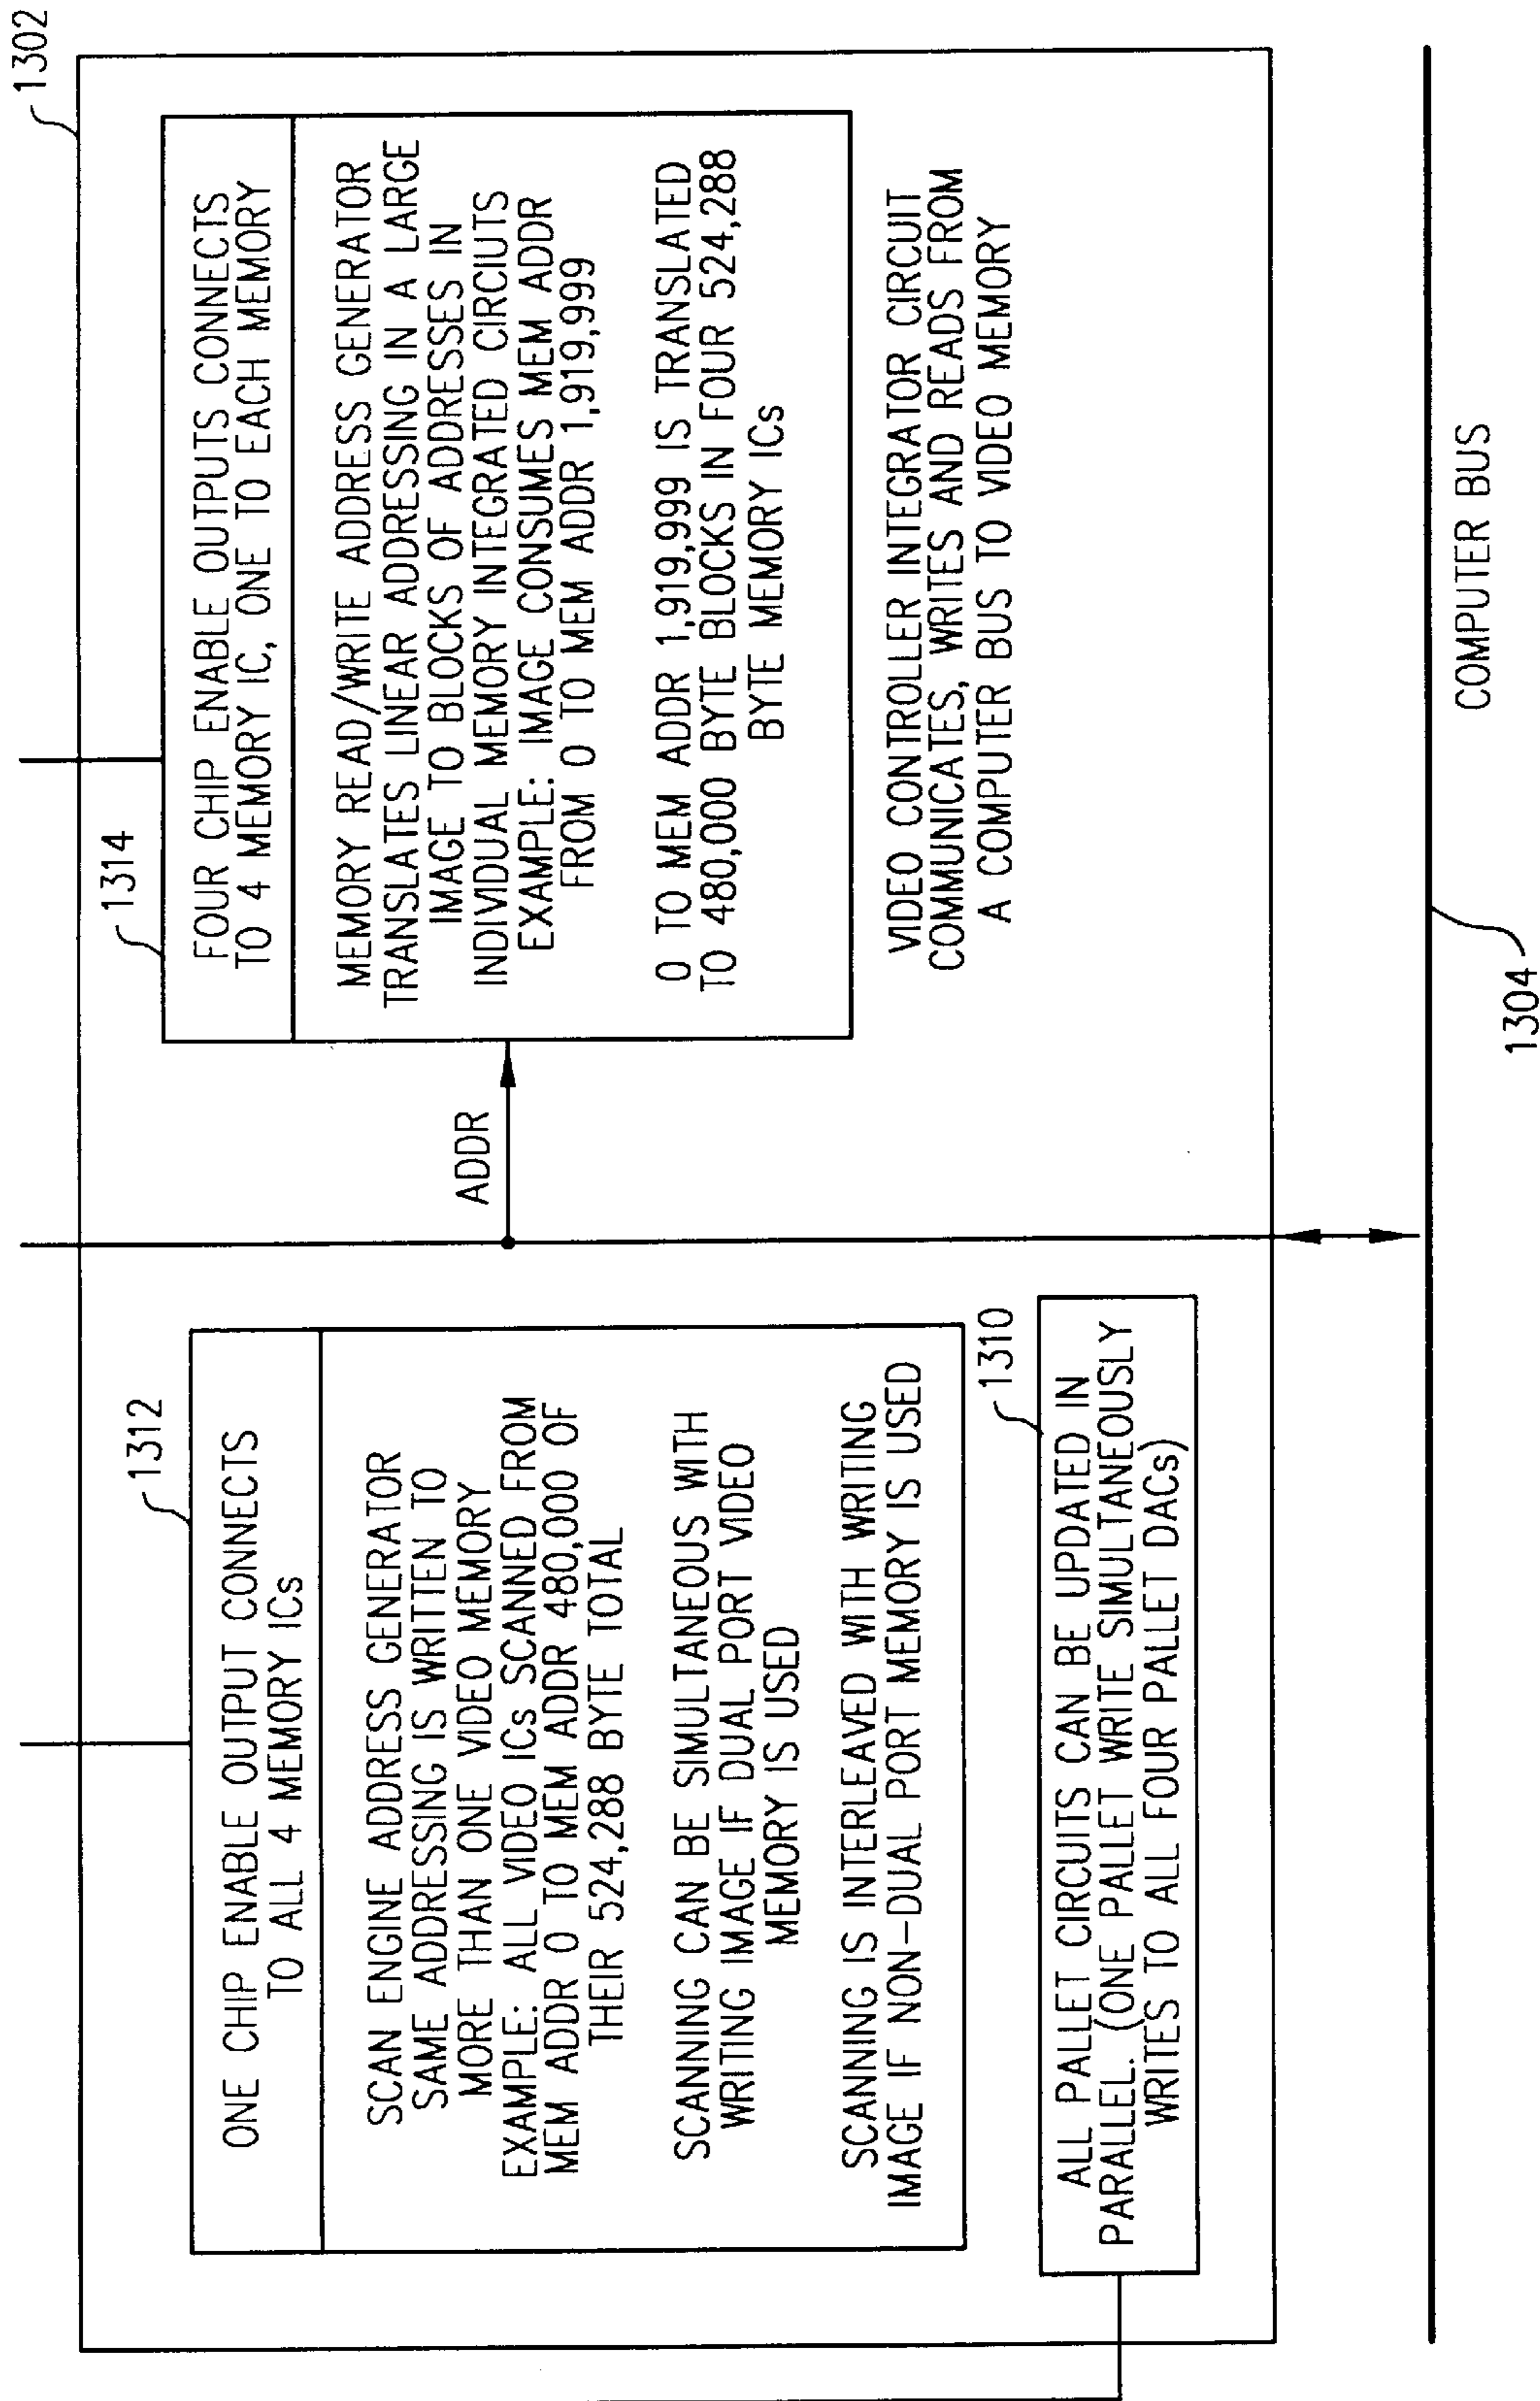 1302
1312
ONE CHIP ENABLE OUTPUT CONNECTS
TO ALL 4 MEMORY ICs
SCAN ENGINE ADDRESS GENERATOR
SAME ADDRESSING IS WRITTEN TO
MORE THAN ONE VIDEO MEMORY
EXAMPLE: ALL VIDEO ICs SCANNED FROM
MEM ADDR 0 TO MEM ADDR 480,000 OF
THEIR 524,288 BYTE TOTAL
SCANNING CAN BE SIMULTANEOUS WITH
WRITING IMAGE IF DUAL PORT VIDEO
MEMORY IS USED
SCANNING IS INTERLEAVED WITH WRITING
IMAGE IF NON-DUAL PORT MEMORY IS USED
1310
ALL PALLET CIRCUITS CAN BE UPDATED IN
PARALLEL. (ONE PALLET WRITE SIMULTANEOUSLY
WRITES TO ALL FOUR PALLET DACs)
ADDR
1314
FOUR CHIP ENABLE OUTPUTS CONNECTS
TO 4 MEMORY IC, ONE TO EACH MEMORY
MEMORY READ/WRITE ADDRESS GENERATOR
TRANSLATES LINEAR ADDRESSING IN A LARGE
IMAGE TO BLOCKS OF ADDRESSES IN
INDIVIDUAL MEMORY INTEGRATED CIRCIUTS
EXAMPLE: IMAGE CONSUMES MEM ADDR
FROM 0 TO MEM ADDR 1,919,999
0 TO MEM ADDR 1,919,999 IS TRANSLATED
TO 480,000 BYTE BLOCKS IN FOUR 524,288
BYTE MEMORY ICs
VIDEO CONTROLLER INTEGRATOR CIRCUIT
COMMUNICATES, WRITES AND READS FROM
A COMPUTER BUS TO VIDEO MEMORY
COMPUTER BUS
1304